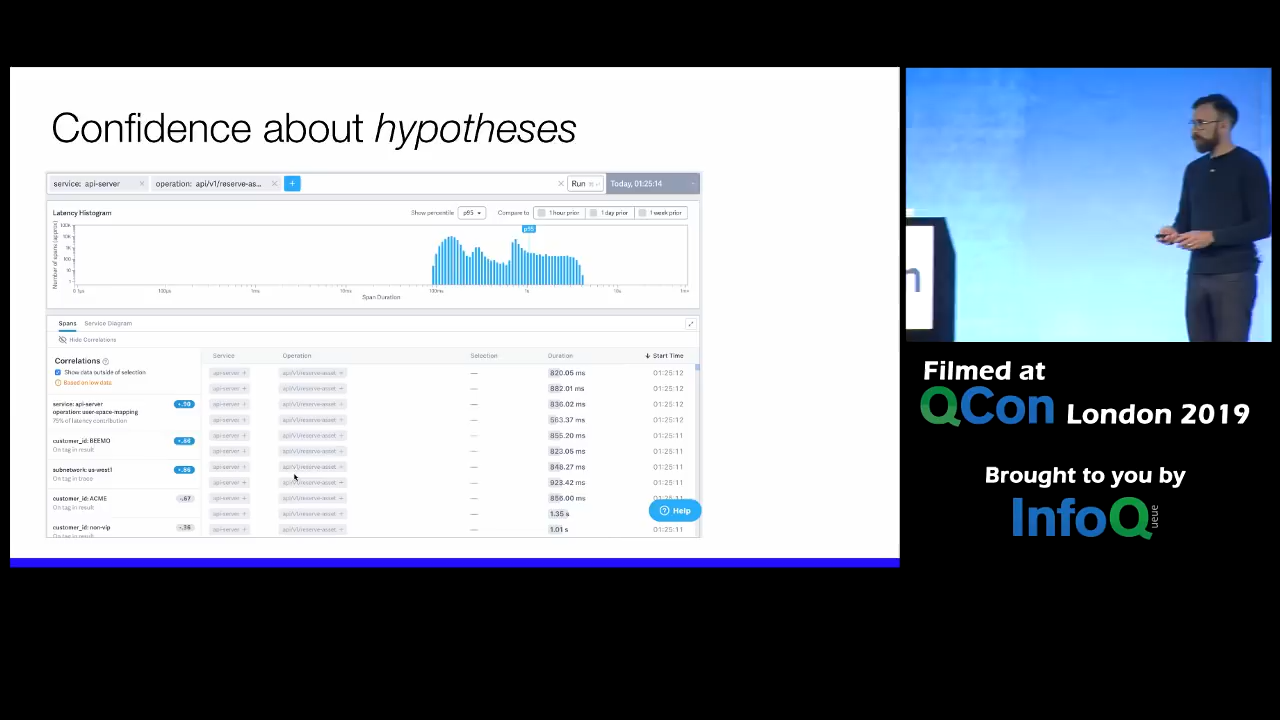 Confidence about hypotheses
service: api-server ×
operation: api/v1/reserve-as... ×
+
× Run
Today, 01:25:14
Latency Histogram
Show percentile p95
Compare to 1 hour prior 1 day prior 1 week prior
Number of spans (approx)
100k
10k
1k
100
10
1
p95
0.1µs 100µs 1ms 10ms 100ms 1s 10s 1m+
Span Duration
Spans Service Diagram
Hide Correlations
Correlations
Show data outside of selection
Based on low data
service: api-server
operation: user-space-mapping
75% of latency contribution
customer_id: BEEMO
On tag in result
subnetwork: us-west1
On tag in trace
customer_id: ACME
-.67
On tag in result
customer_id: non-vip
-.36
On tag in result
Service Operation Selection Duration ↓ Start Time
api-server + api/v1/reserve-asset + — 820.05 ms 01:25:12
api-server + api/v1/reserve-asset + — 882.01 ms 01:25:12
api-server + api/v1/reserve-asset + — 836.02 ms 01:25:12
api-server + api/v1/reserve-asset + — 563.37 ms 01:25:11
api-server + api/v1/reserve-asset + — 855.20 ms 01:25:11
api-server + api/v1/reserve-asset + — 823.05 ms 01:25:11
api-server + api/v1/reserve-asset + — 848.27 ms 01:25:11
api-server + api/v1/reserve-asset + — 923.42 ms 01:25:11
api-server + api/v1/reserve-asset + — 856.00 ms 01:25:11
api-server + api/v1/reserve-asset + — 1.35 s
api-server + api/v1/reserve-asset + — 1.01 s 01:25:11
Help
n
Filmed at
QCon London 2019
Brought to you by
InfoQ
queue